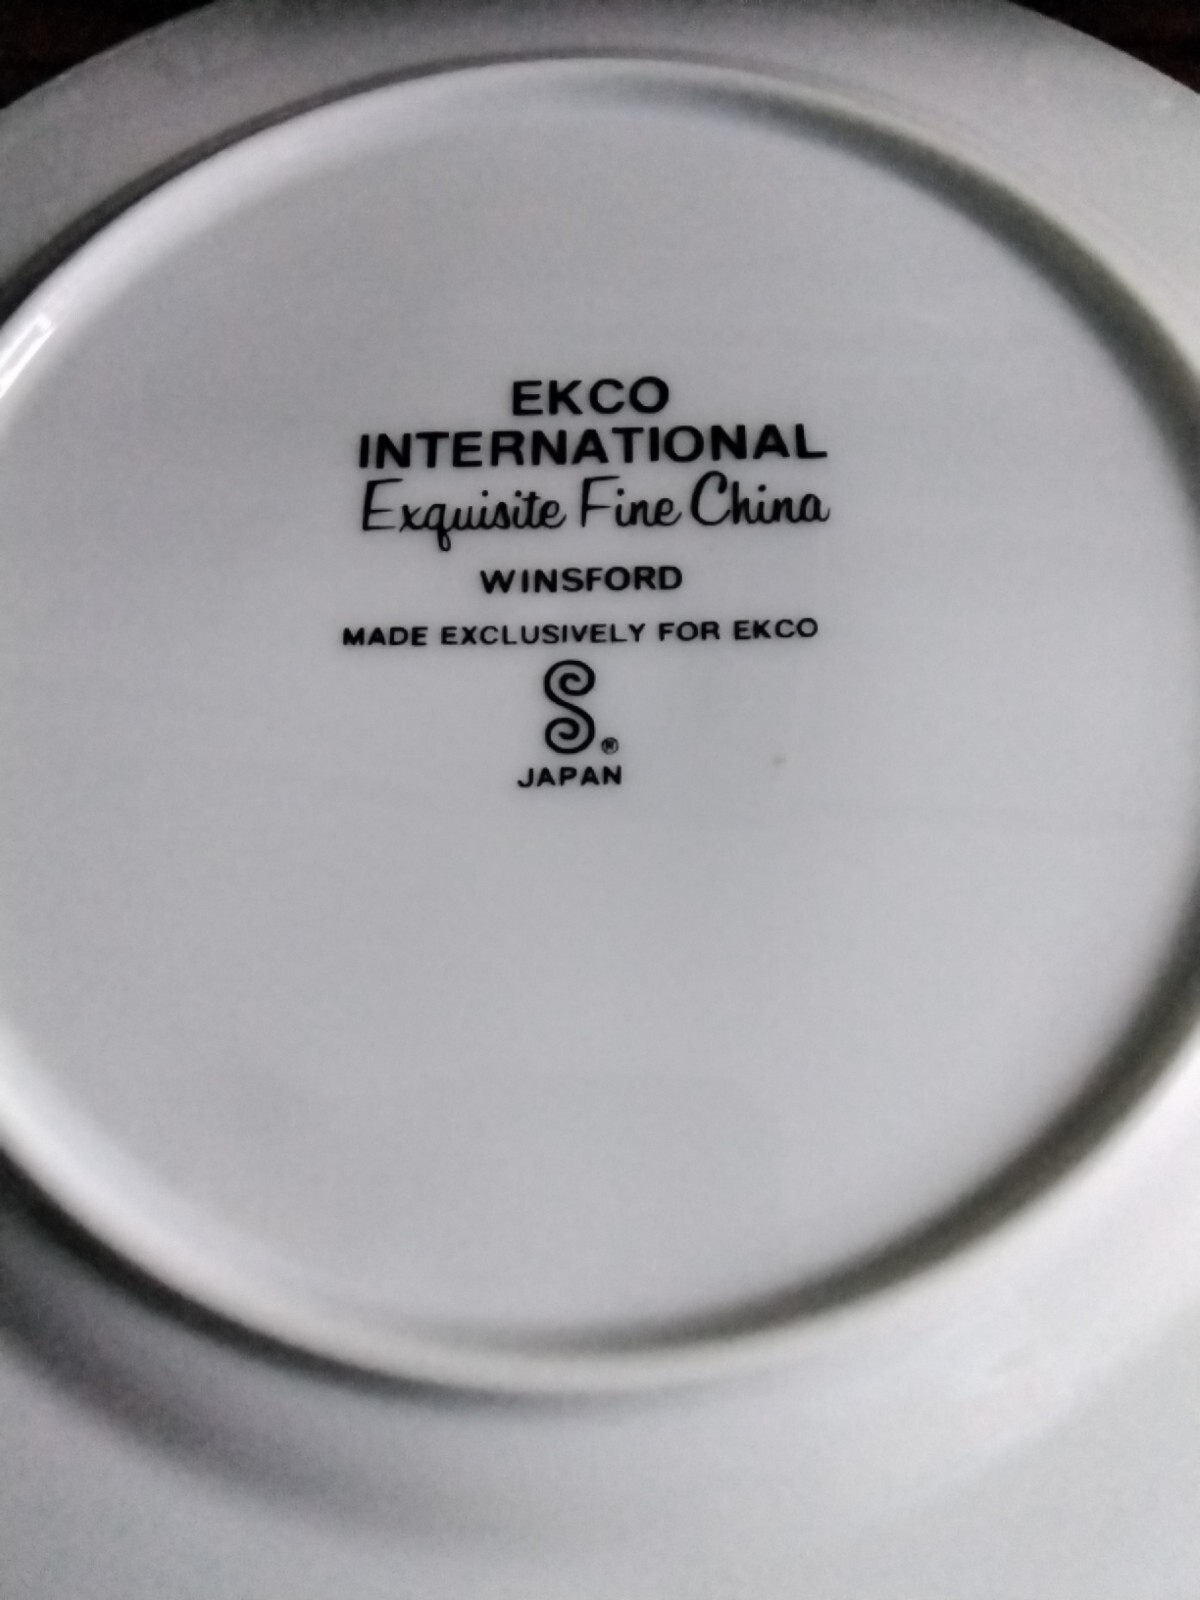 EKCO
INTERNATIONAL
Exquisite Fine China
WINSFORD
MADE EXCLUSIVELY FOR EKCO
S®
JAPAN